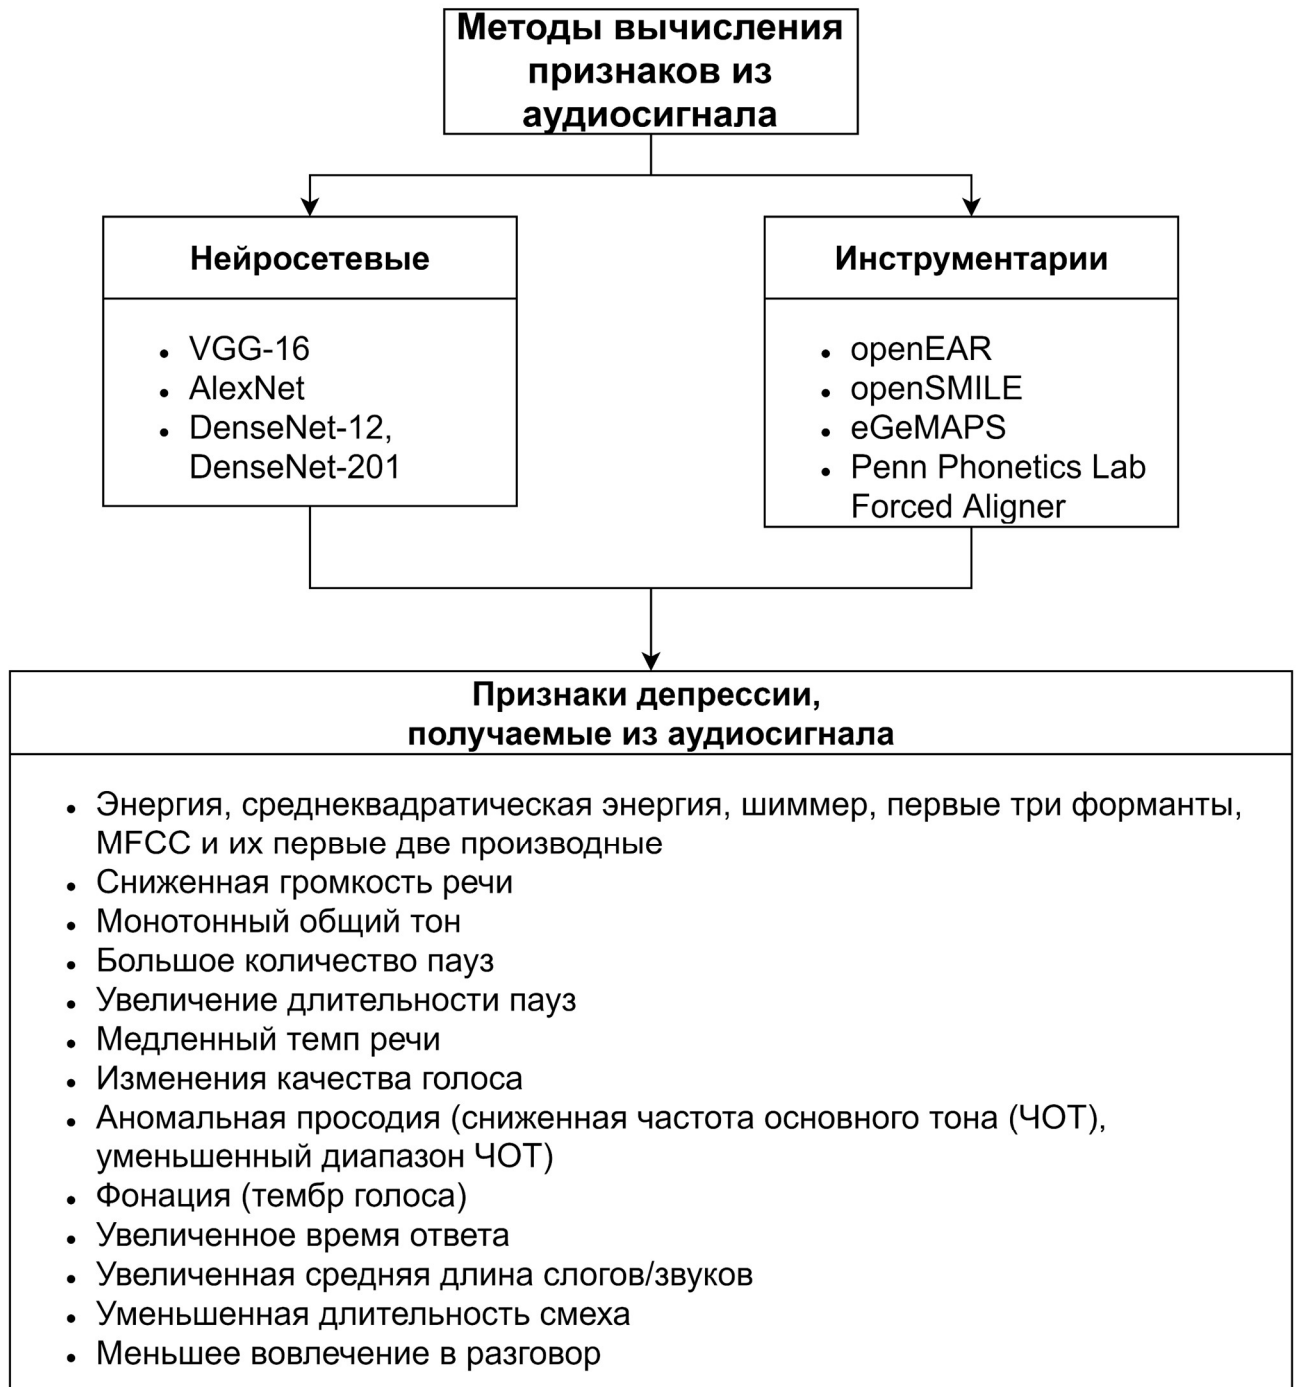 Методы вычисления
признаков из
аудиосигнала
Нейросетевые
• VGG-16
• AlexNet
• DenseNet-12,
DenseNet-201
Инструментарии
• openEAR
• openSMILE
• eGeMAPS
• Penn Phonetics Lab
Forced Aligner
Признаки депрессии,
получаемые из аудиосигнала
• Энергия, среднеквадратическая энергия, шиммер, первые три форманты,
MFCC и их первые две производные
• Сниженная громкость речи
• Монотонный общий тон
• Большое количество пауз
• Увеличение длительности пауз
• Медленный темп речи
• Изменения качества голоса
• Аномальная просодия (сниженная частота основного тона (ЧОТ),
уменьшенный диапазон ЧОТ)
• Фонация (тембр голоса)
• Увеличенное время ответа
• Увеличенная средняя длина слогов/звуков
• Уменьшенная длительность смеха
• Меньшее вовлечение в разговор